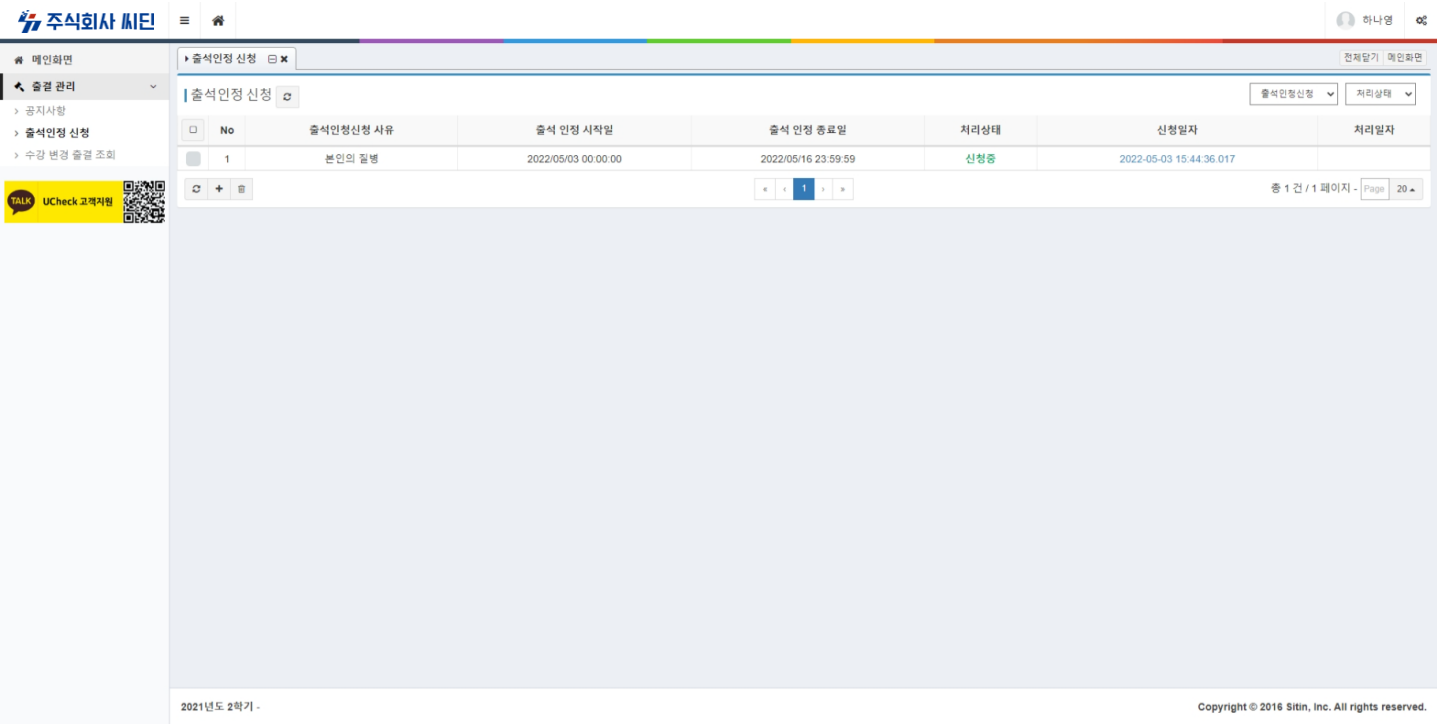 주식회사 씨틴
하나영
메인화면
출결 관리
공지사항
출석인정 신청
수강 변경 출결 조회
TALK UCheck 고객지원
출석인정 신청
전체닫기 메인화면
출석인정 신청
출석인청신청 처리상태
No 출석인청신청 사유 출석 인정 시작일 출석 인정 종료일 처리상태 신청일자 처리일자
1 본인의 질병 2022/05/03 00:00:00 2022/05/16 23:59:59 신청중 2022-05-03 15:44:36.017
« ‹ 1 › »
총 1 건 / 1 페이지 - Page 20
2021년도 2학기 -
Copyright © 2016 Sitin, Inc. All rights reserved.